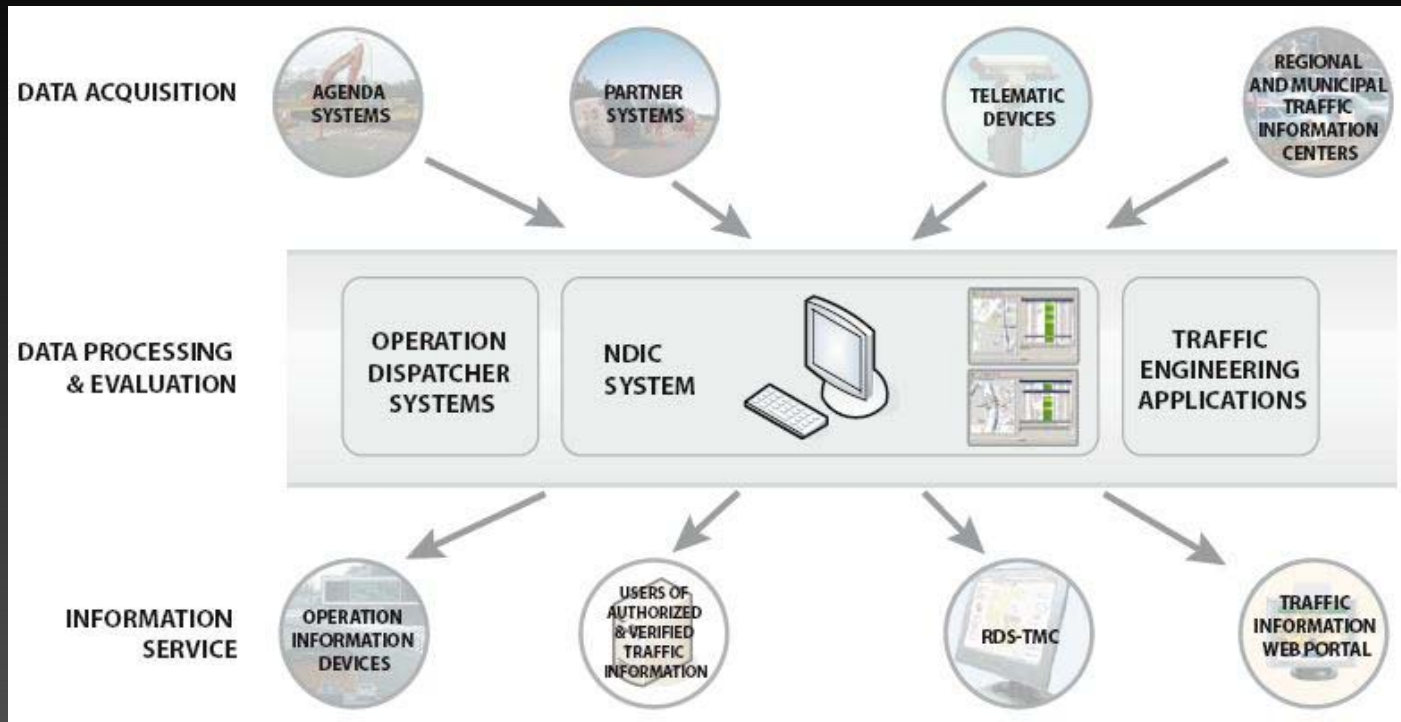 DATA ACQUISITION
AGENDA
SYSTEMS
PARTNER
SYSTEMS
TELEMATIC
DEVICES
REGIONAL
AND MUNICIPAL
TRAFFIC
INFORMATION
CENTERS
DATA PROCESSING
& EVALUATION
OPERATION
DISPATCHER
SYSTEMS
NDIC
SYSTEM
TRAFFIC
ENGINEERING
APPLICATIONS
INFORMATION
SERVICE
OPERATION
INFORMATION
DEVICES
USERS OF
AUTHORIZED
& VERIFIED
TRAFFIC
INFORMATION
RDS-TMC
TRAFFIC
INFORMATION
WEB PORTAL